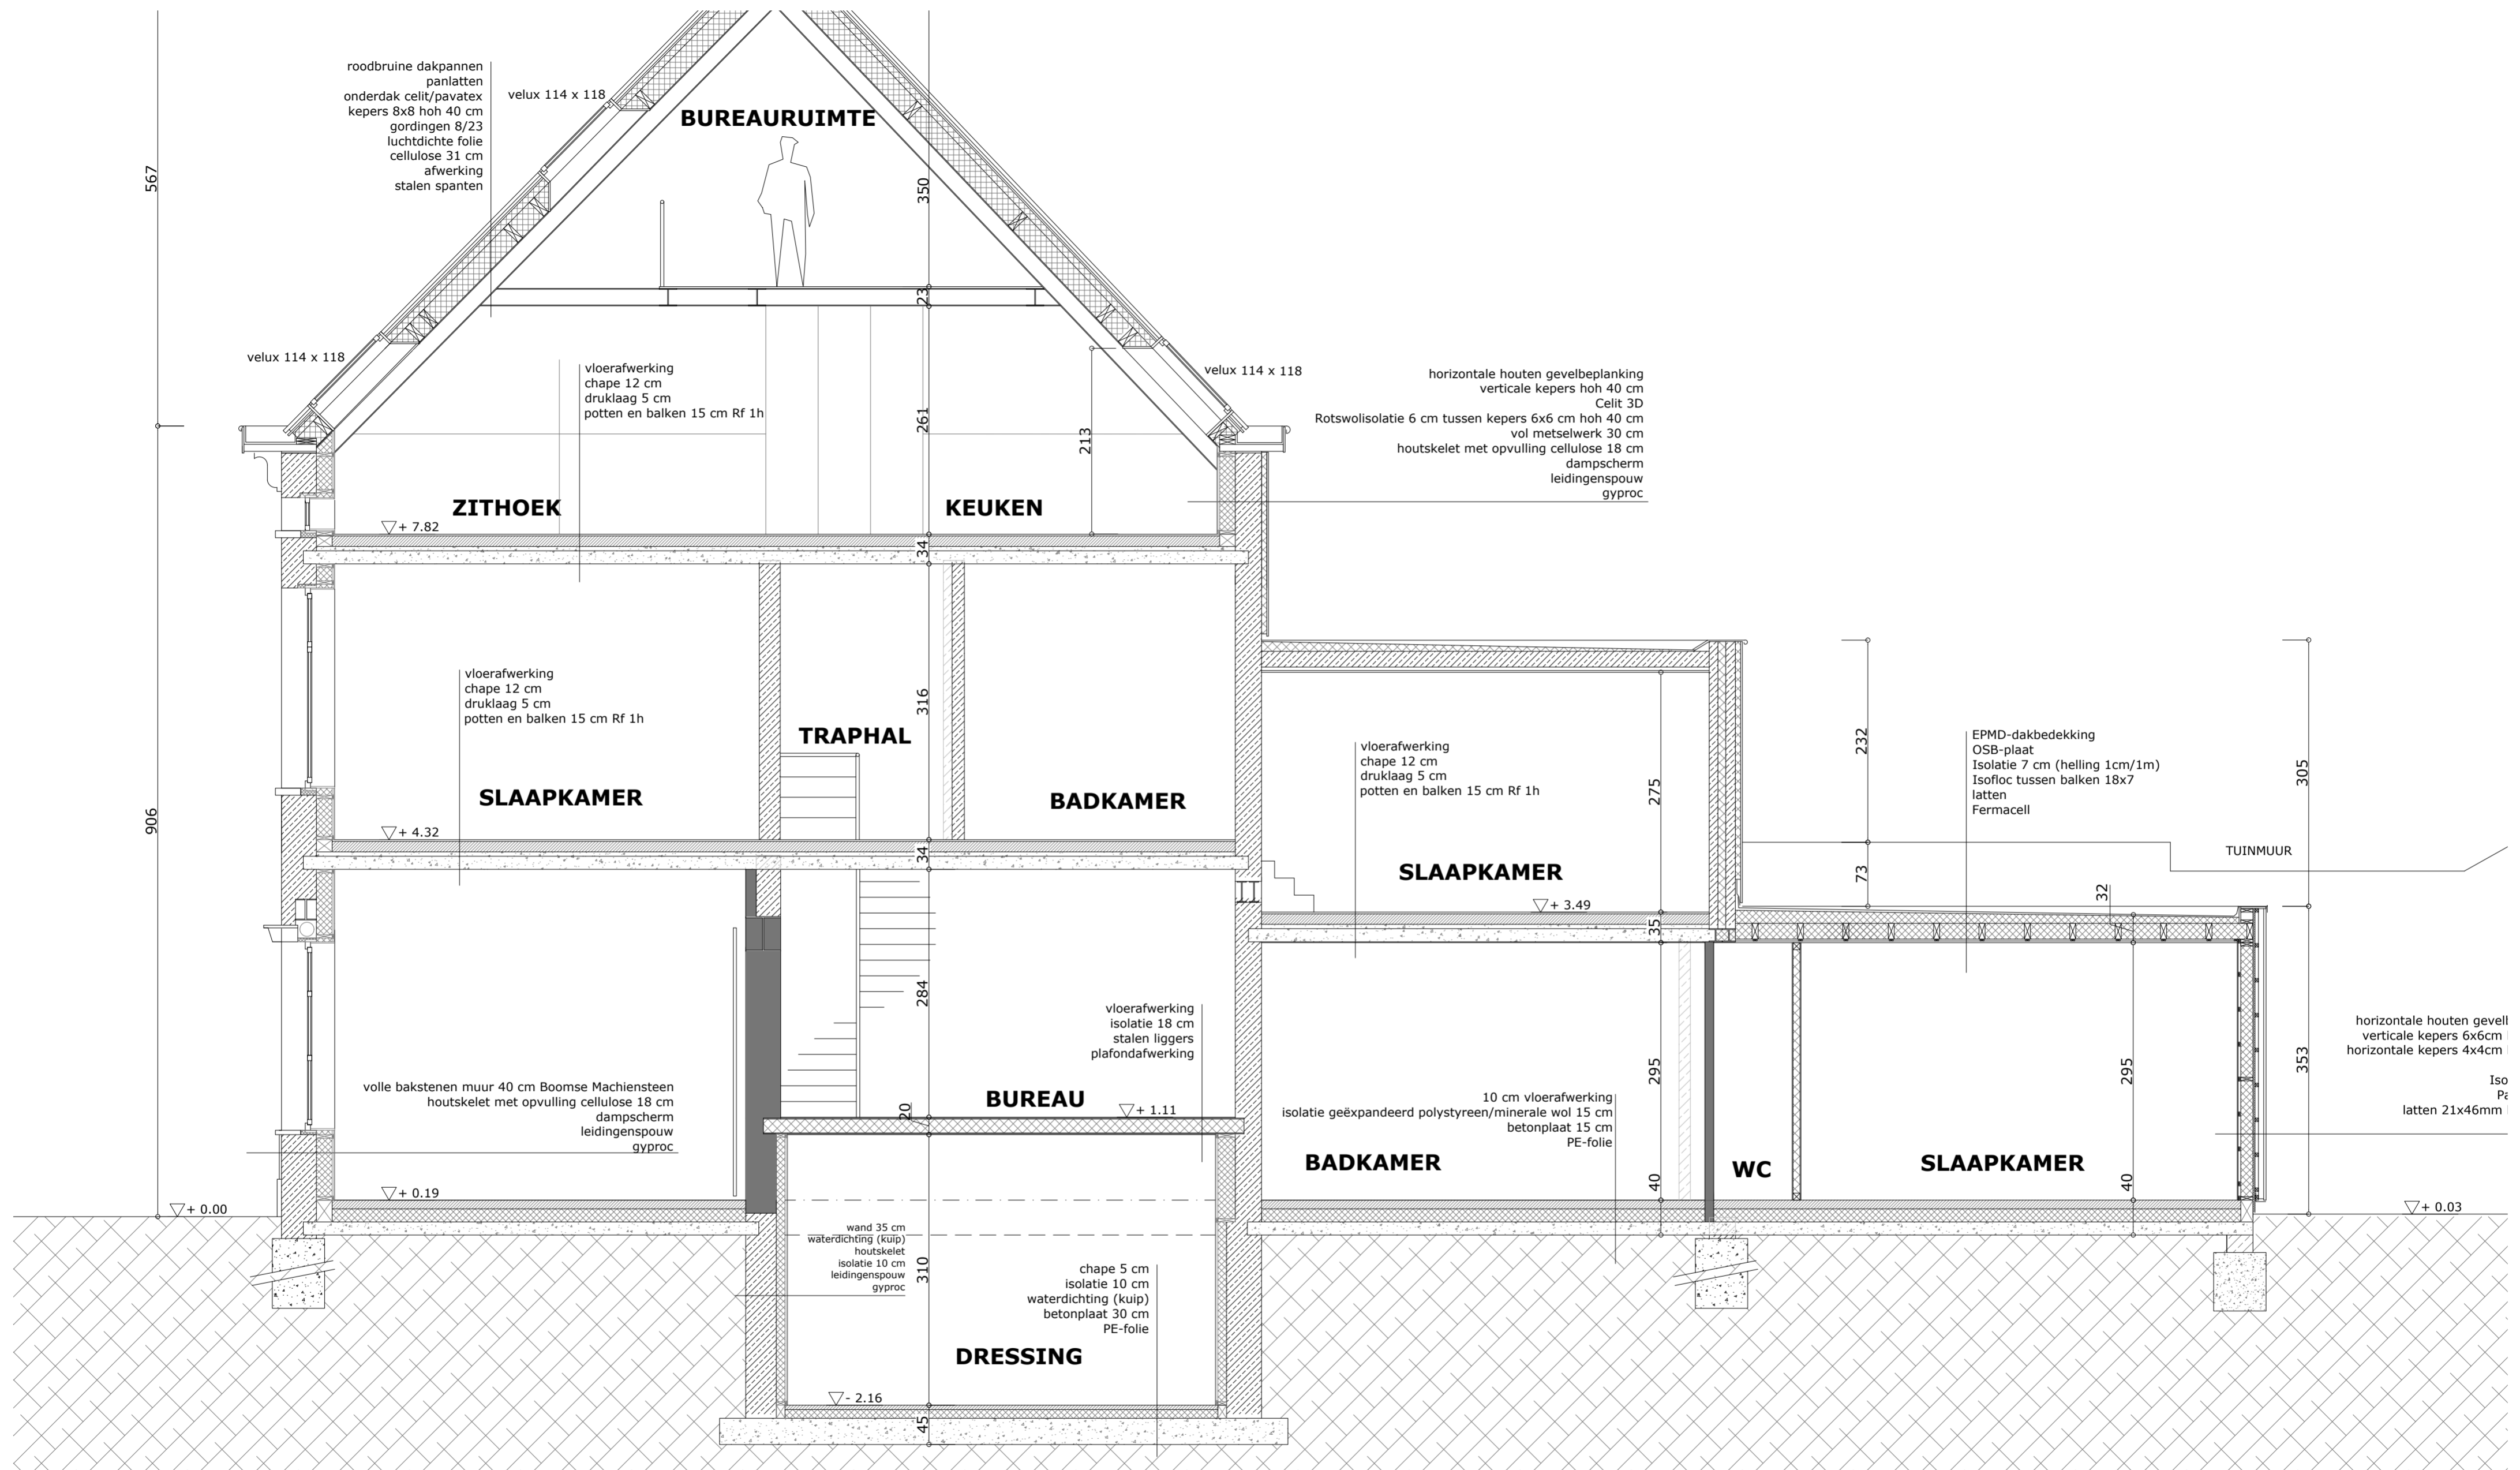 roodbruine dakpannen
panlatten
onderdak celit/pavatex
kepers 8x8 hoh 40 cm
gordingen 8/23
luchtdichte folie
cellulose 31 cm
afwerking
stalen spanten
velux 114 x 118
BUREAURUIMTE
567
350
23
velux 114 x 118
velux 114 x 118
vloerafwerking
chape 12 cm
druklaag 5 cm
potten en balken 15 cm Rf 1h
261
213
horizontale houten gevelbeplanking
verticale kepers hoh 40 cm
Celit 3D
Rotswolisolatie 6 cm tussen kepers 6x6 cm hoh 40 cm
vol metselwerk 30 cm
houtskelet met opvulling cellulose 18 cm
dampscherm
leidingenspouw
gyproc
ZITHOEK
KEUKEN
+ 7.82
34
vloerafwerking
chape 12 cm
druklaag 5 cm
potten en balken 15 cm Rf 1h
316
TRAPHAL
SLAAPKAMER
BADKAMER
906
+ 4.32
34
vloerafwerking
chape 12 cm
druklaag 5 cm
potten en balken 15 cm Rf 1h
275
SLAAPKAMER
+ 3.49
35
232
73
EPMD-dakbedekking
OSB-plaat
Isolatie 7 cm (helling 1cm/1m)
Isofloc tussen balken 18x7
latten
Fermacell
305
TUINMUUR
32
284
vloerafwerking
isolatie 18 cm
stalen liggers
plafondafwerking
BUREAU
20
+ 1.11
volle bakstenen muur 40 cm Boomse Machiensteen
houtskelet met opvulling cellulose 18 cm
dampscherm
leidingenspouw
gyproc
+ 0.19
+ 0.00
10 cm vloerafwerking
isolatie geëxpandeerd polystyreen/minerale wol 15 cm
betonplaat 15 cm
PE-folie
295
BADKAMER
WC
SLAAPKAMER
295
40
40
353
horizontale houten gevel
verticale kepers 6x6cm
horizontale kepers 4x4cm
Iso
Pa
latten 21x46mm
+ 0.03
wand 35 cm
waterdichting (kuip)
houtskelet
isolatie 10 cm
leidingenspouw
gyproc
310
chape 5 cm
isolatie 10 cm
waterdichting (kuip)
betonplaat 30 cm
PE-folie
DRESSING
- 2.16
45